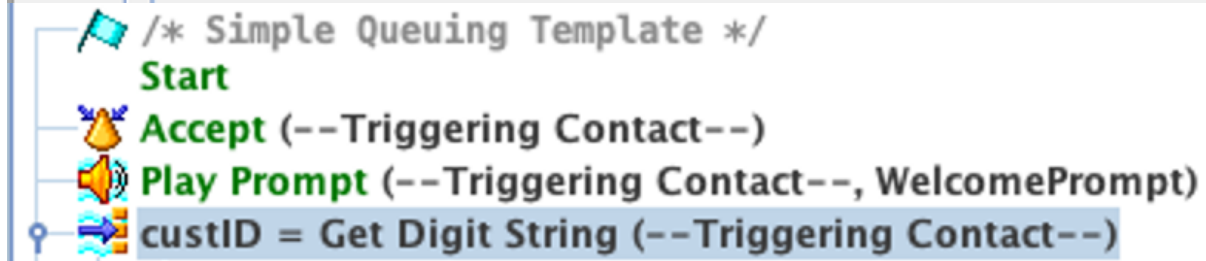 /* Simple Queuing Template */
Start
Accept (--Triggering Contact--)
Play Prompt (--Triggering Contact--, WelcomePrompt)
custID = Get Digit String (--Triggering Contact--)